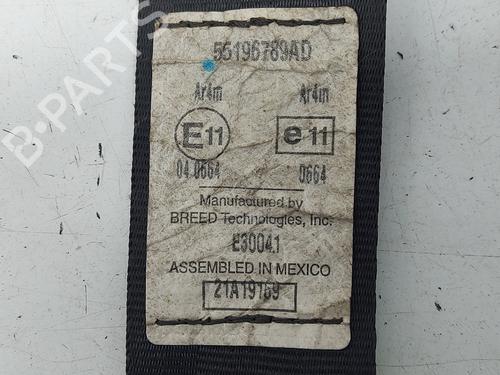 55196789AD
Ar4m Ar4m
E11 e11
04.0664 0664
Manufactured by
BREED Technologies, Inc.
E30041
ASSEMBLED IN MEXICO
21A19169
B-PARTS